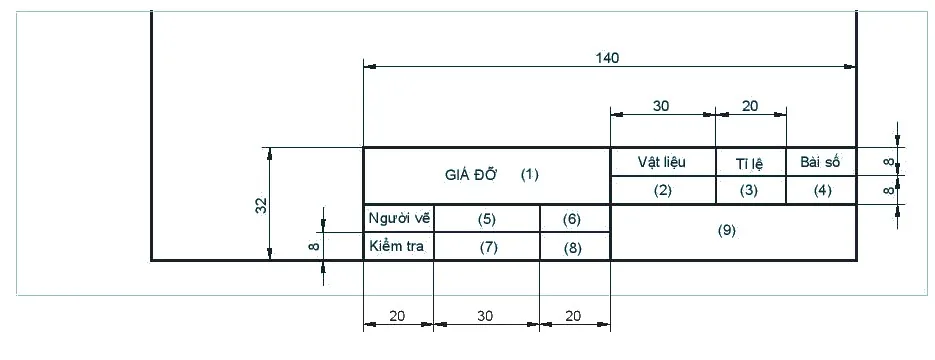 140
30 20
Vật liệu Tỉ lệ Bài số 8
GIÁ ĐỠ (1)
(2) (3) (4) 8
32
Người vẽ (5) (6)
(9)
8 Kiểm tra (7) (8)
20 30 20